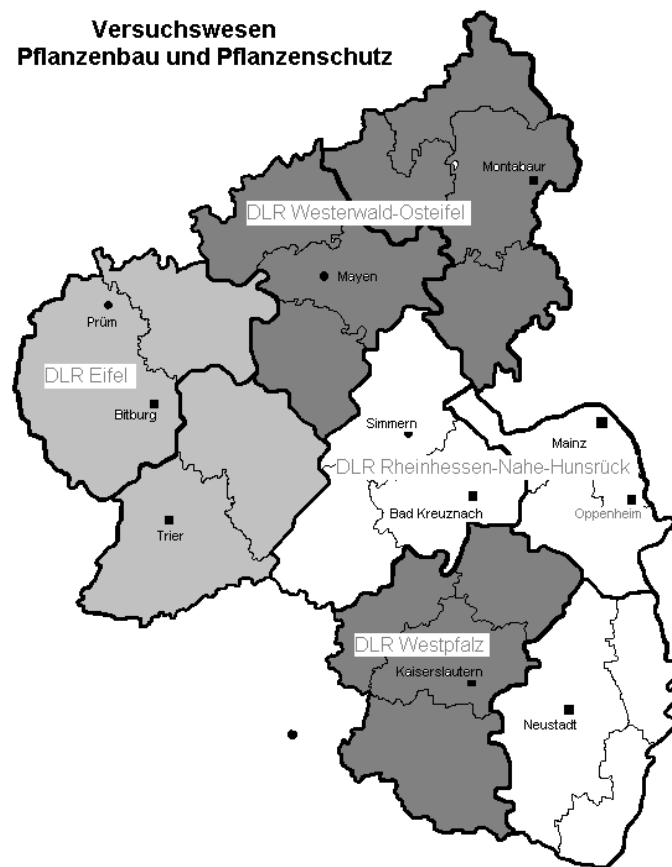 Versuchswesen
Pflanzenbau und Pflanzenschutz
Montabaur
DLR Westerwald-Osteifel
Mayen
Prüm
DLR Eifel
Bitburg
Simmern
Mainz
DLR Rheinhessen-Nahe-Hunsrück
Bad Kreuznach
Oppenheim
Trier
DLR Westpfalz
Kaiserslautern
Neustadt